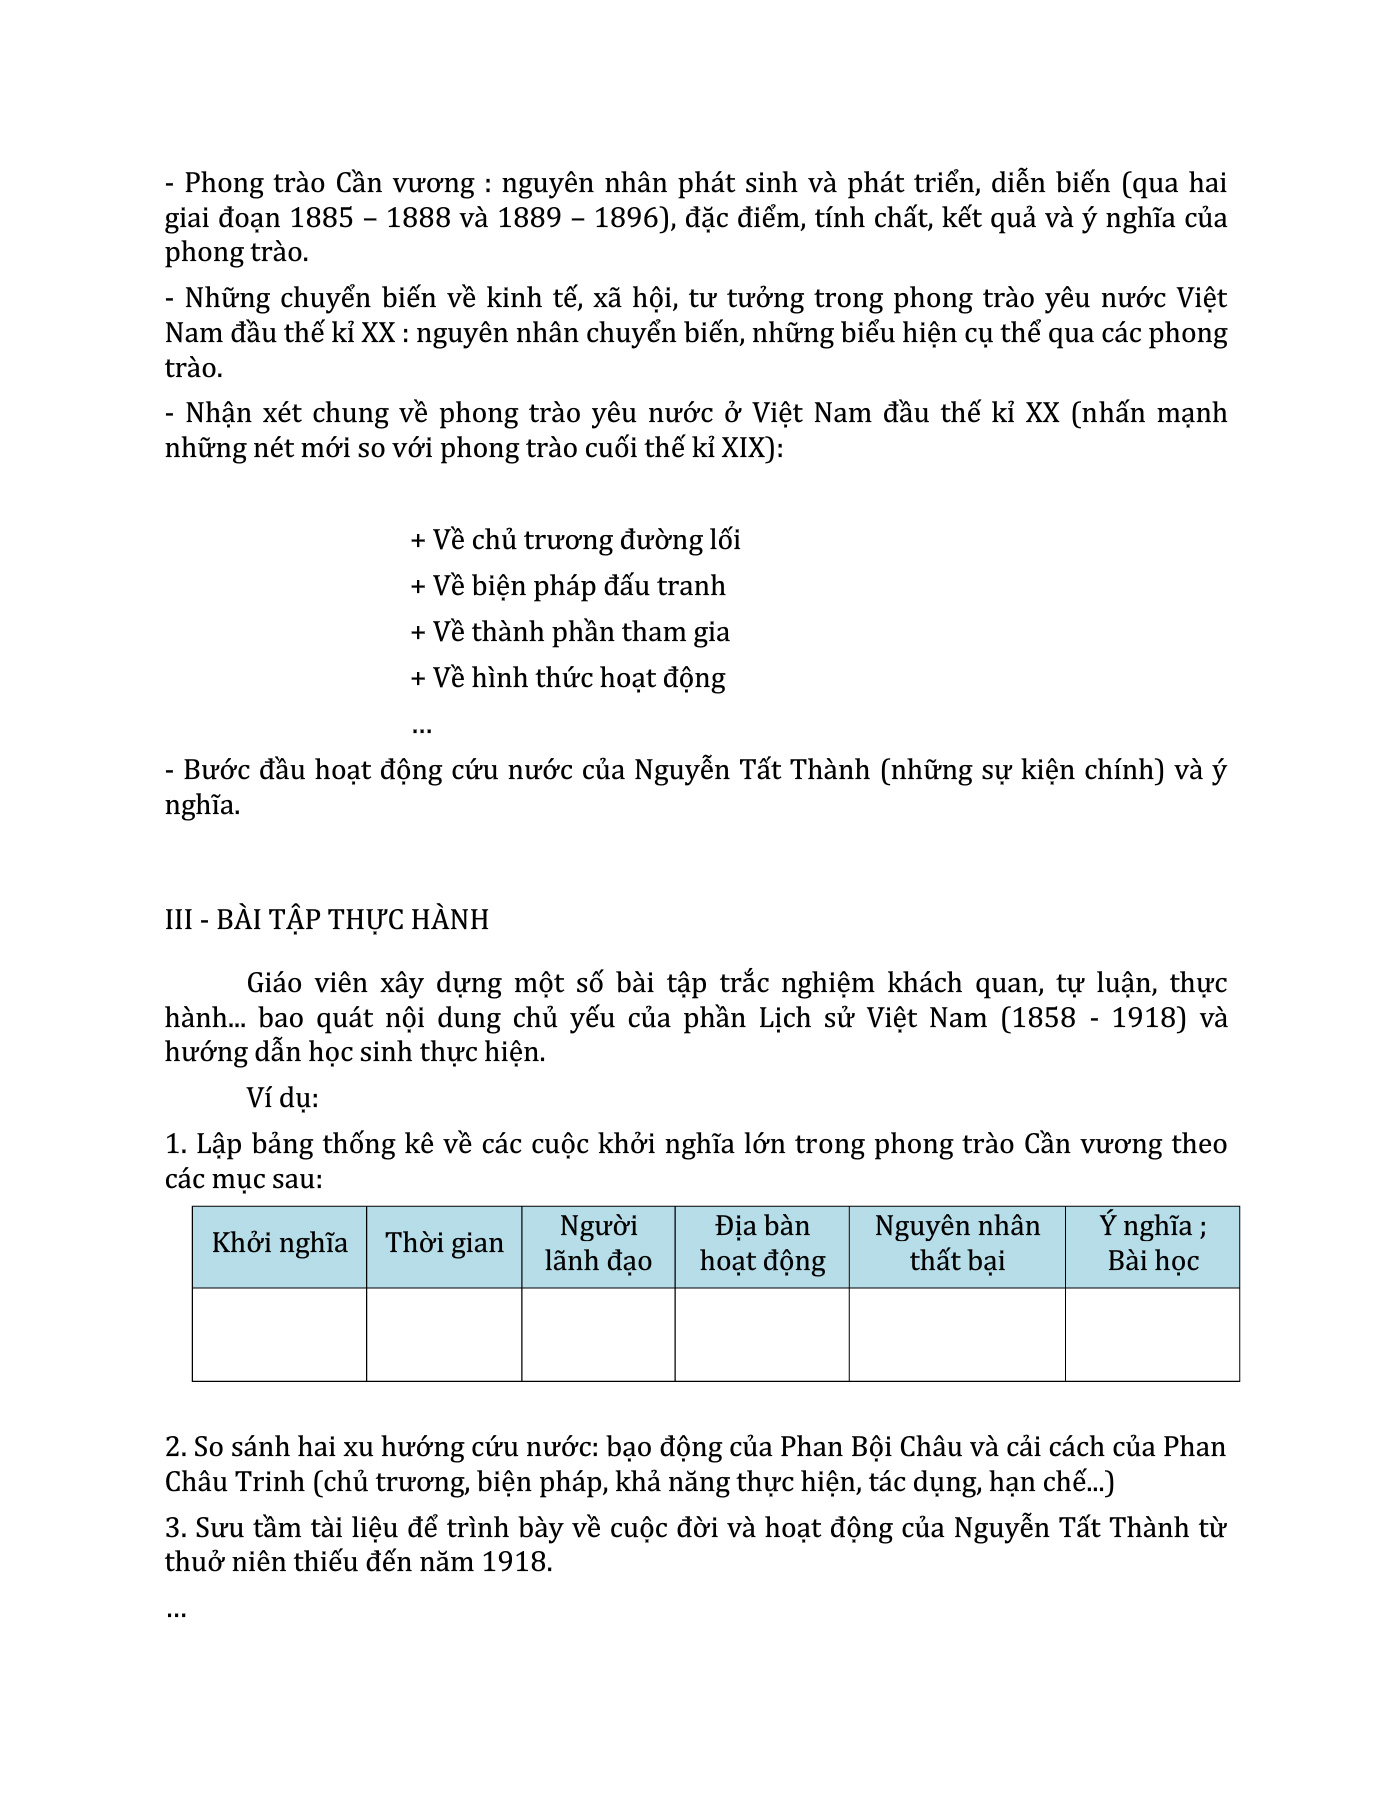 - Phong trào Cần vương : nguyên nhân phát sinh và phát triển, diễn biến (qua hai
giai đoạn 1885 – 1888 và 1889 – 1896), đặc điểm, tính chất, kết quả và ý nghĩa của
phong trào.
- Những chuyển biến về kinh tế, xã hội, tư tưởng trong phong trào yêu nước Việt
Nam đầu thế kỉ XX : nguyên nhân chuyển biến, những biểu hiện cụ thể qua các phong
trào.
- Nhận xét chung về phong trào yêu nước ở Việt Nam đầu thế kỉ XX (nhấn mạnh
những nét mới so với phong trào cuối thế kỉ XIX):
+ Về chủ trương đường lối
+ Về biện pháp đấu tranh
+ Về thành phần tham gia
+ Về hình thức hoạt động
...
- Bước đầu hoạt động cứu nước của Nguyễn Tất Thành (những sự kiện chính) và ý
nghĩa.
III - BÀI TẬP THỰC HÀNH
Giáo viên xây dựng một số bài tập trắc nghiệm khách quan, tự luận, thực
hành... bao quát nội dung chủ yếu của phần Lịch sử Việt Nam (1858 - 1918) và
hướng dẫn học sinh thực hiện.
Ví dụ:
1. Lập bảng thống kê về các cuộc khởi nghĩa lớn trong phong trào Cần vương theo
các mục sau:
Khởi nghĩa
Thời gian
Người
lãnh đạo
Địa bàn
hoạt động
Nguyên nhân
thất bại
Ý nghĩa ;
Bài học
2. So sánh hai xu hướng cứu nước: bạo động của Phan Bội Châu và cải cách của Phan
Châu Trinh (chủ trương, biện pháp, khả năng thực hiện, tác dụng, hạn chế...)
3. Sưu tầm tài liệu để trình bày về cuộc đời và hoạt động của Nguyễn Tất Thành từ
thuở niên thiếu đến năm 1918.
...